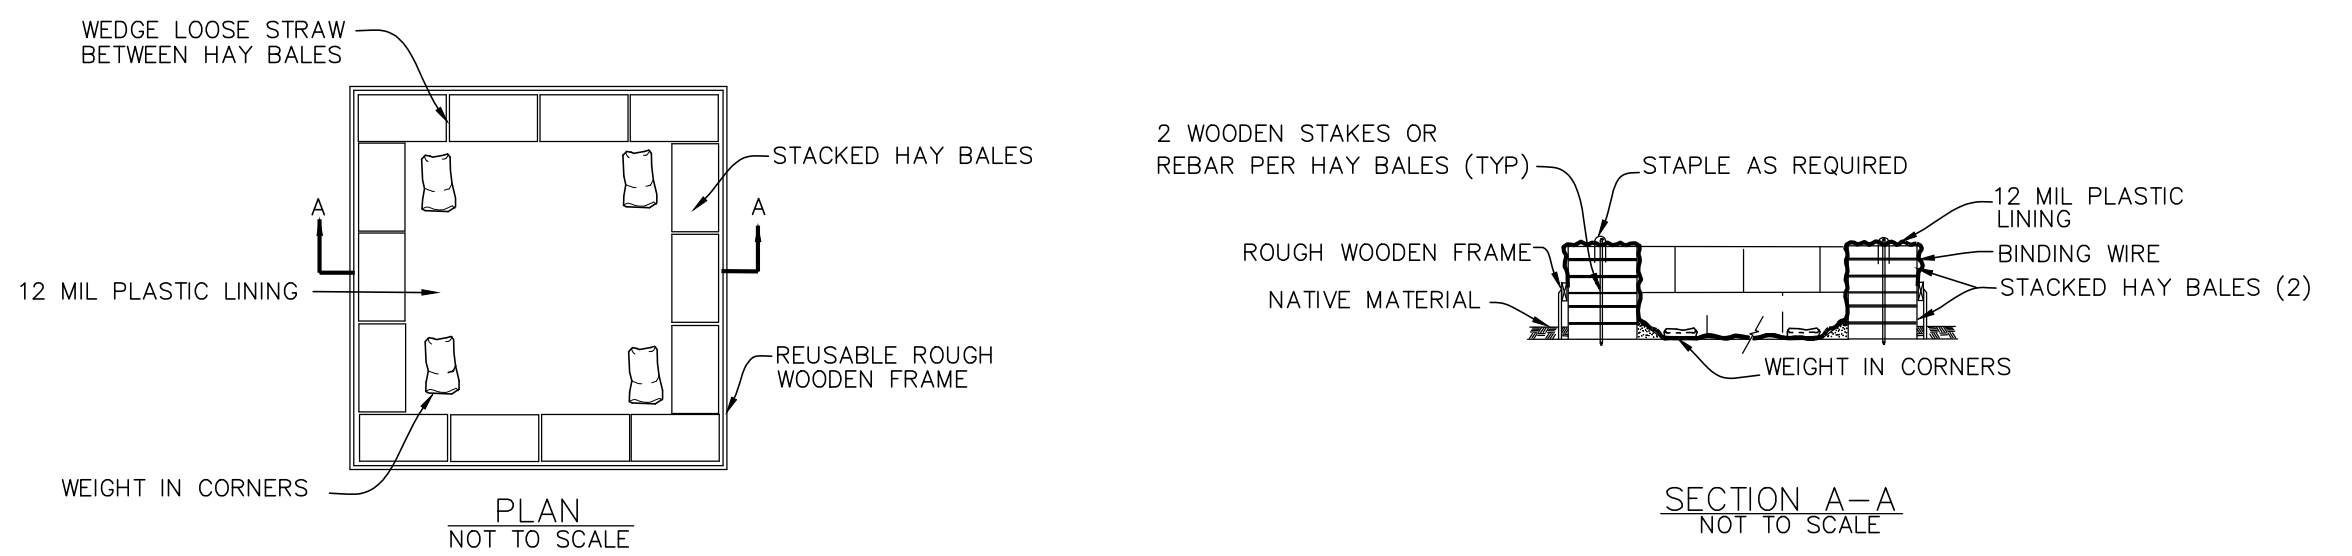 WEDGE LOOSE STRAW
BETWEEN HAY BALES
STACKED HAY BALES
A
A
12 MIL PLASTIC LINING
REUSABLE ROUGH
WOODEN FRAME
WEIGHT IN CORNERS
PLAN
NOT TO SCALE
2 WOODEN STAKES OR
REBAR PER HAY BALES (TYP)
STAPLE AS REQUIRED
12 MIL PLASTIC
LINING
ROUGH WOODEN FRAME
BINDING WIRE
NATIVE MATERIAL
STACKED HAY BALES (2)
WEIGHT IN CORNERS
SECTION A-A
NOT TO SCALE